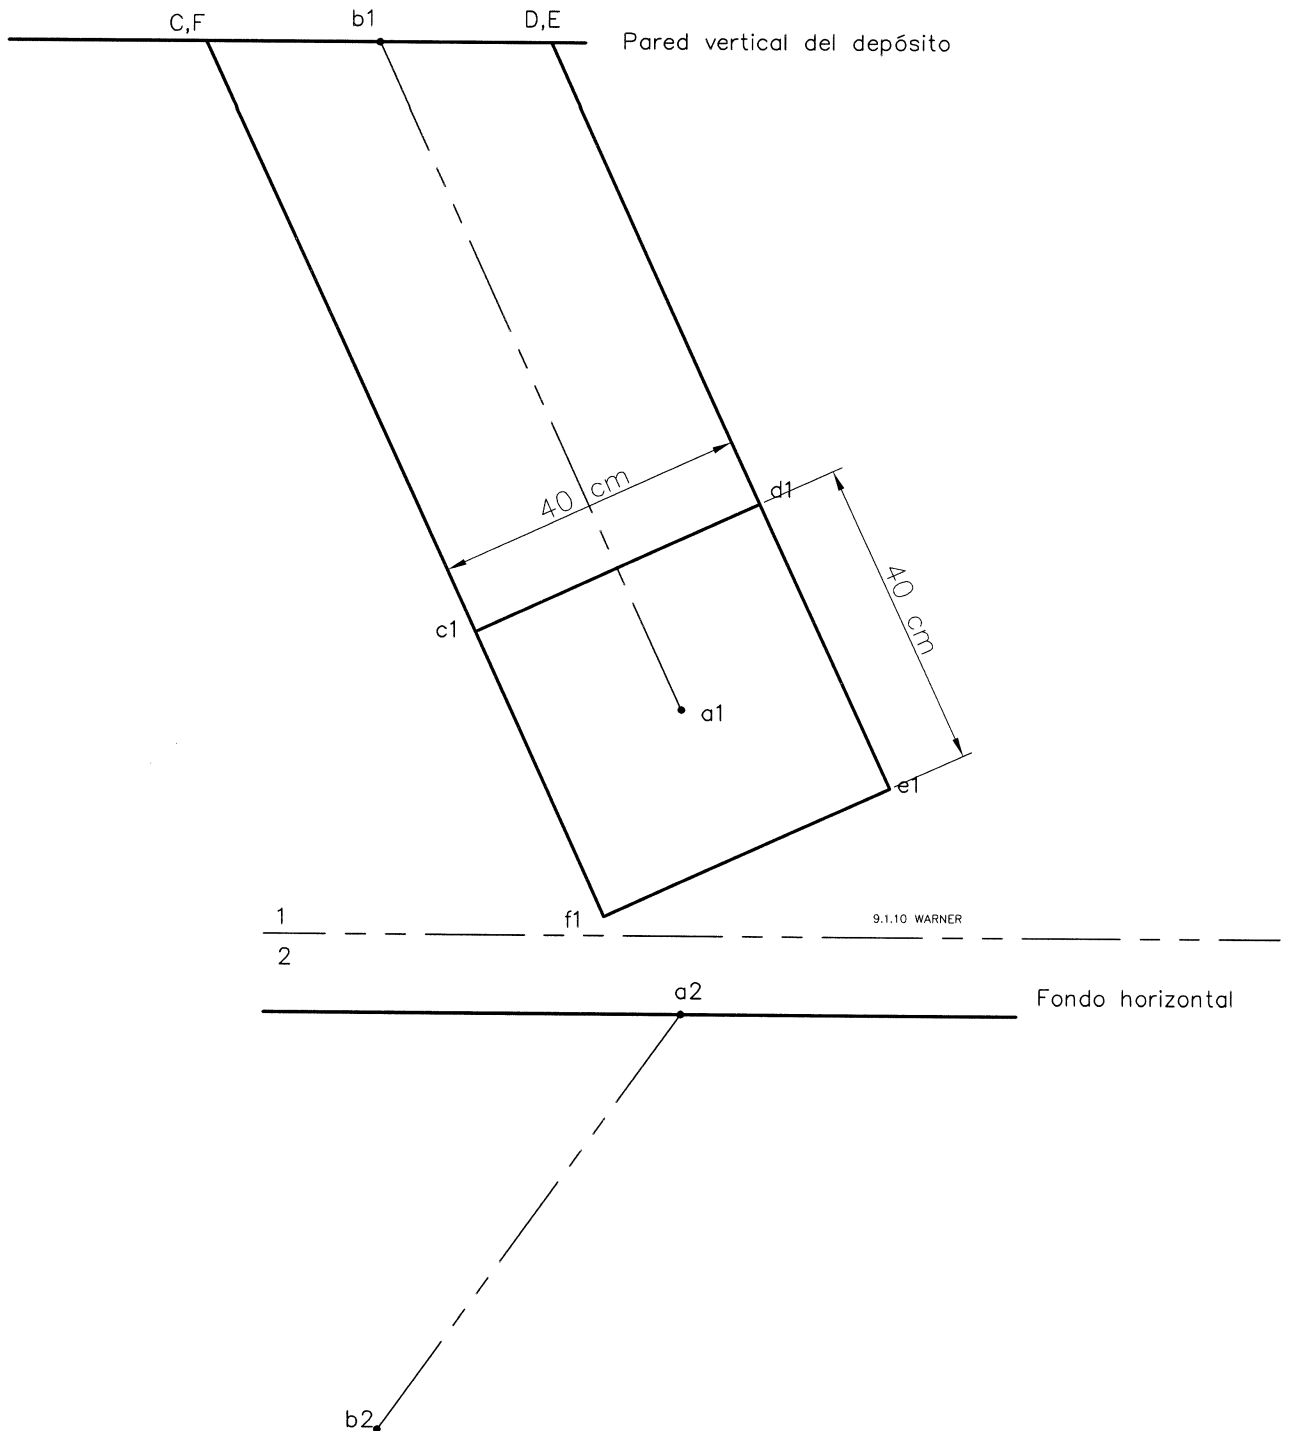 C,F
b1
D,E
Pared vertical del depósito
40 cm
d1
40 cm
c1
a1
e1
f1
9.1.10 WARNER
1
2
a2
Fondo horizontal
b2